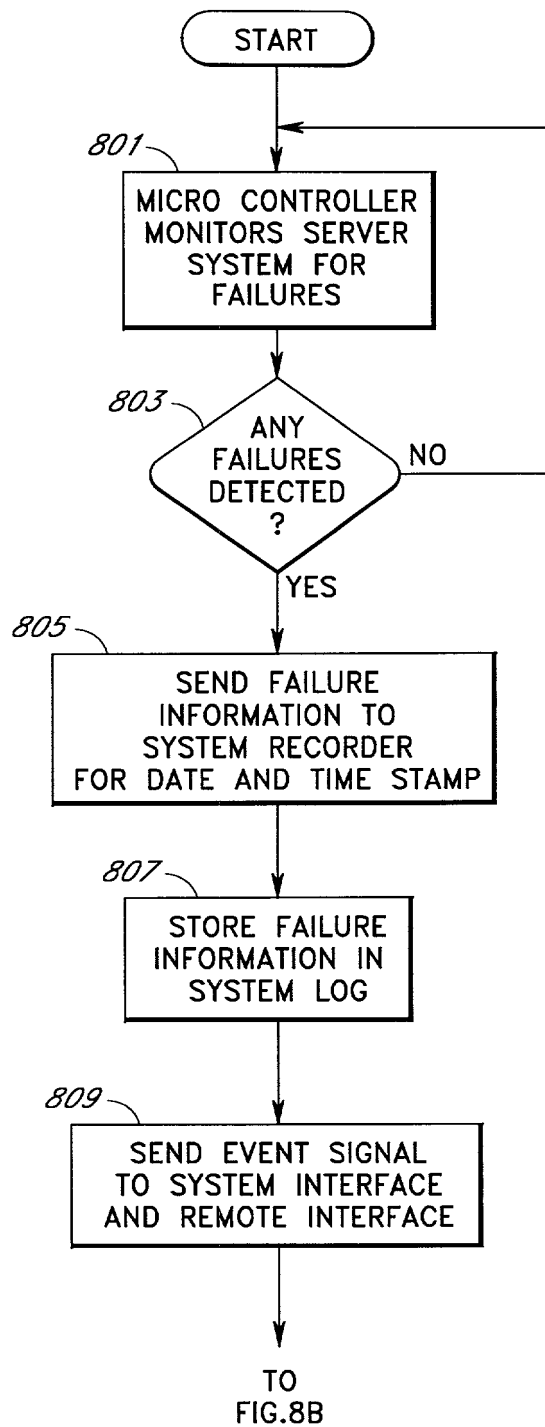 START
801
MICRO CONTROLLER
MONITORS SERVER
SYSTEM FOR
FAILURES
803
ANY
FAILURES
DETECTED
?
NO
YES
805
SEND FAILURE
INFORMATION TO
SYSTEM RECORDER
FOR DATE AND TIME STAMP
807
STORE FAILURE
INFORMATION IN
SYSTEM LOG
809
SEND EVENT SIGNAL
TO SYSTEM INTERFACE
AND REMOTE INTERFACE
TO
FIG.8B